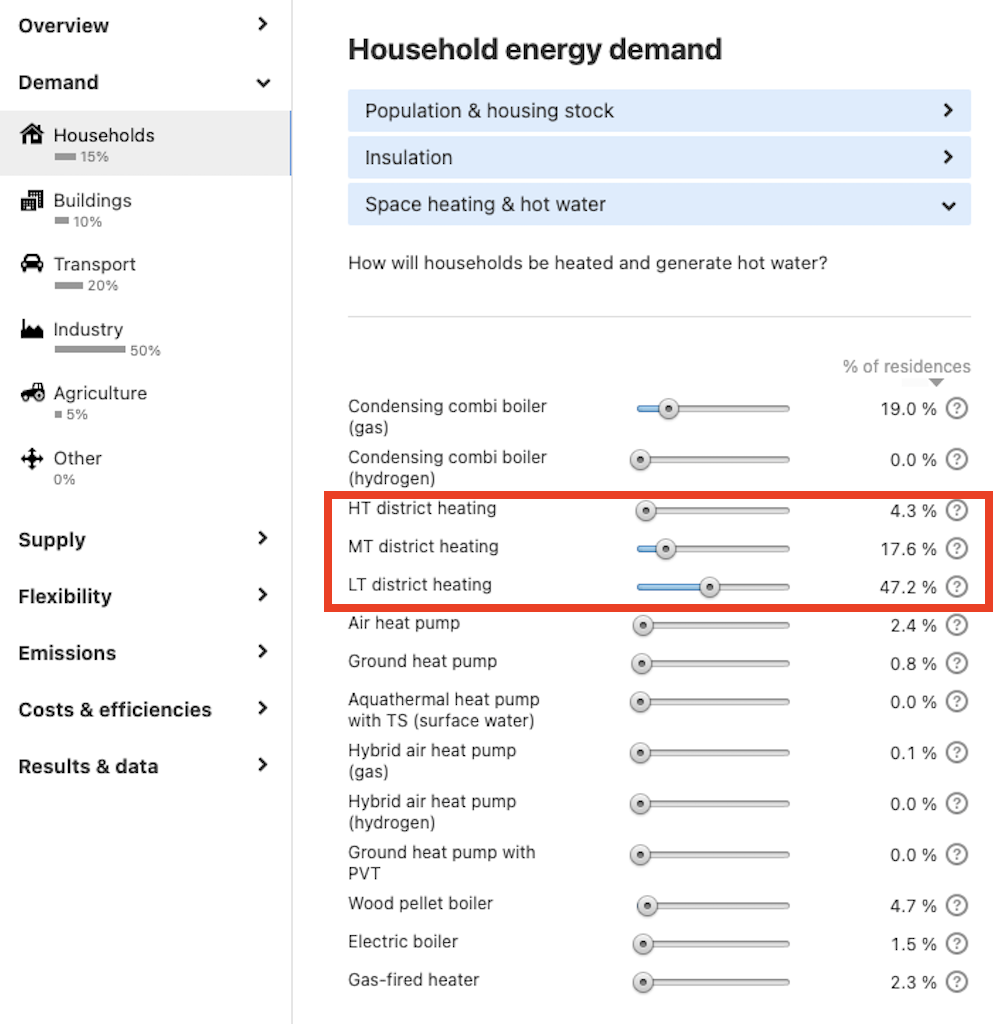 Overview
Demand
Households
15%
Buildings
10%
Transport
20%
Industry
50%
Agriculture
5%
Other
0%
Supply
Flexibility
Emissions
Costs & efficiencies
Results & data
Household energy demand
Population & housing stock
Insulation
Space heating & hot water
How will households be heated and generate hot water?
% of residences
Condensing combi boiler
(gas)
19.0 % ?
Condensing combi boiler
(hydrogen)
0.0 % ?
HT district heating 4.3 % ?
MT district heating 17.6 % ?
LT district heating 47.2 % ?
Air heat pump 2.4 % ?
Ground heat pump 0.8 % ?
Aquathermal heat pump
with TS (surface water)
0.0 % ?
Hybrid air heat pump
(gas)
0.1 % ?
Hybrid air heat pump
(hydrogen)
0.0 % ?
Ground heat pump with
PVT
0.0 % ?
Wood pellet boiler 4.7 % ?
Electric boiler 1.5 % ?
Gas-fired heater 2.3 % ?